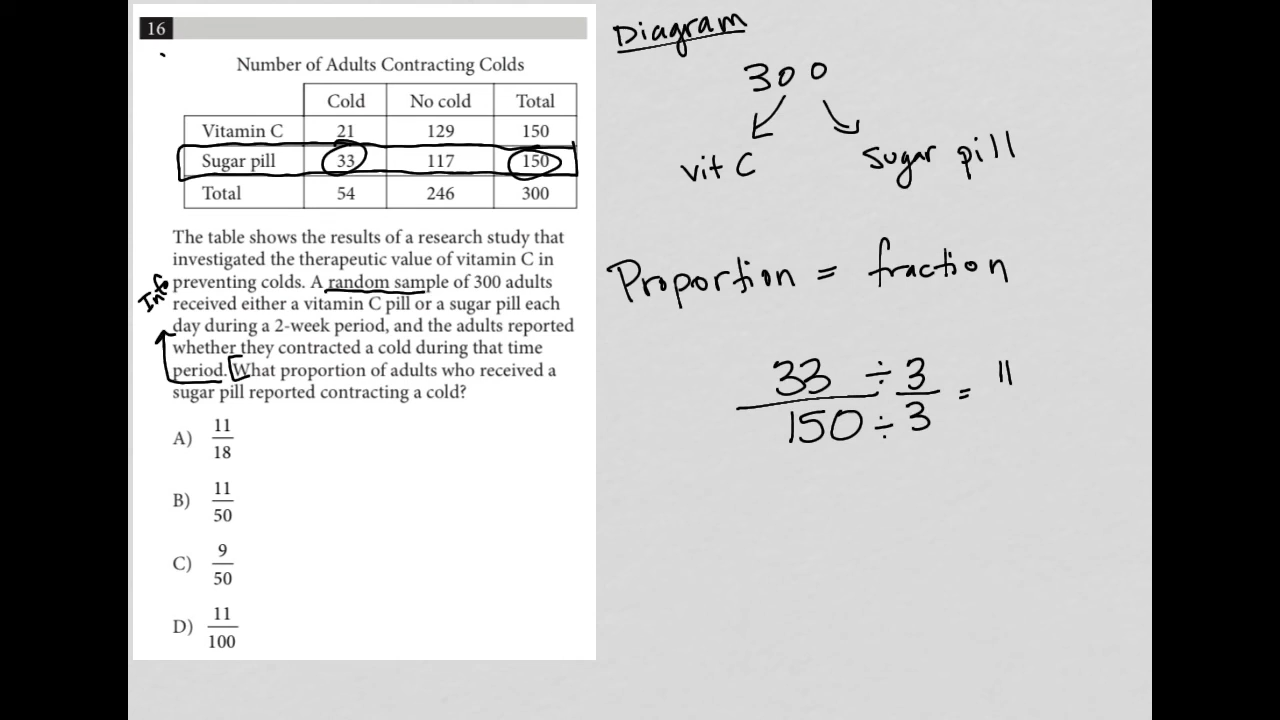 16
Number of Adults Contracting Colds
Cold No cold Total
Vitamin C 21 129 150
Sugar pill 33 117 150
Total 54 246 300
The table shows the results of a research study that
investigated the therapeutic value of vitamin C in
preventing colds. A random sample of 300 adults
received either a vitamin C pill or a sugar pill each
day during a 2-week period, and the adults reported
whether they contracted a cold during that time
period. What proportion of adults who received a
sugar pill reported contracting a cold?
Info
A) 11/18
B) 11/50
C) 9/50
D) 11/100
Diagram
300
vit C sugar pill
Proportion = fraction
33 ÷ 3 = 11
150 ÷ 3